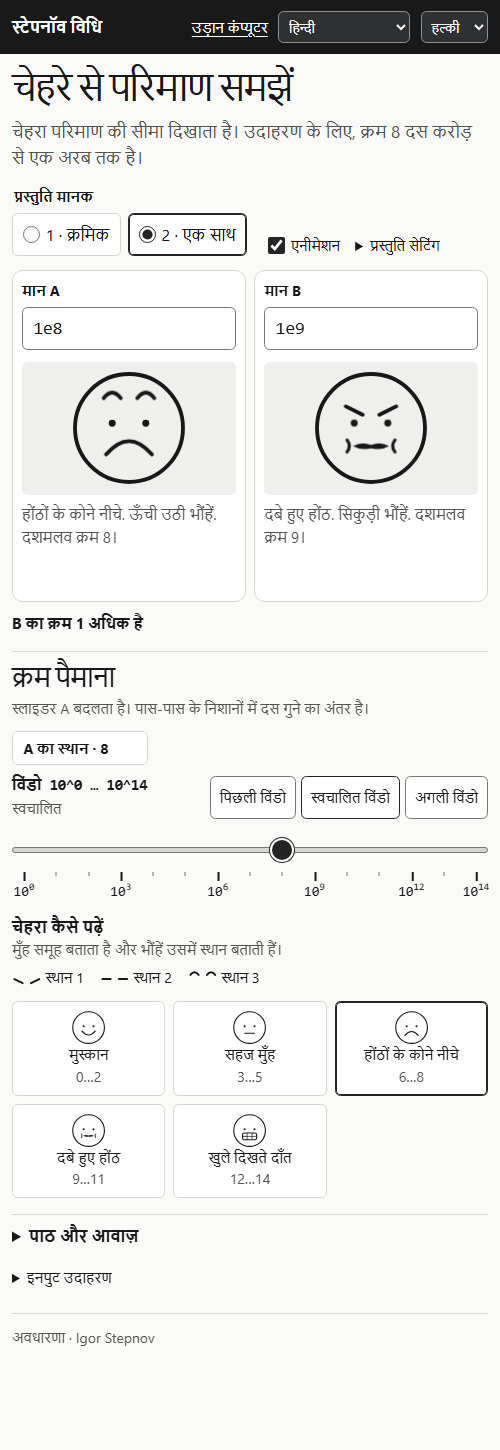 स्टेपनॉव विधि
उड़ान कंप्यूटर
हिन्दी
हल्की
चेहरे से परिमाण समझें
चेहरा परिमाण की सीमा दिखाता है। उदाहरण के लिए, क्रम 8 दस करोड़
से एक अरब तक है।
प्रस्तुति मानक
1 · क्रमिक
2 · एक साथ
एनीमेशन
प्रस्तुति सेटिंग
मान A
1e8
होंठों के कोने नीचे. ऊँची उठी भौंहें.
दशमलव क्रम 8।
मान B
1e9
दबे हुए होंठ. सिकुड़ी भौंहें. दशमलव
क्रम 9।
B का क्रम 1 अधिक है
क्रम पैमाना
स्लाइडर A बदलता है। पास-पास के निशानों में दस गुने का अंतर है।
A का स्थान · 8
विंडो 10^0 … 10^14
स्वचालित
पिछली विंडो
स्वचालित विंडो
अगली विंडो
10⁰ 10³ 10⁶ 10⁹ 10¹² 10¹⁴
चेहरा कैसे पढ़ें
मुँह समूह बताता है और भौंहें उसमें स्थान बताती हैं।
स्थान 1 स्थान 2 स्थान 3
मुस्कान
0…2
सहज मुँह
3…5
होंठों के कोने नीचे
6…8
दबे हुए होंठ
9…11
खुले दिखते दाँत
12…14
पाठ और आवाज़
इनपुट उदाहरण
अवधारणा · Igor Stepnov